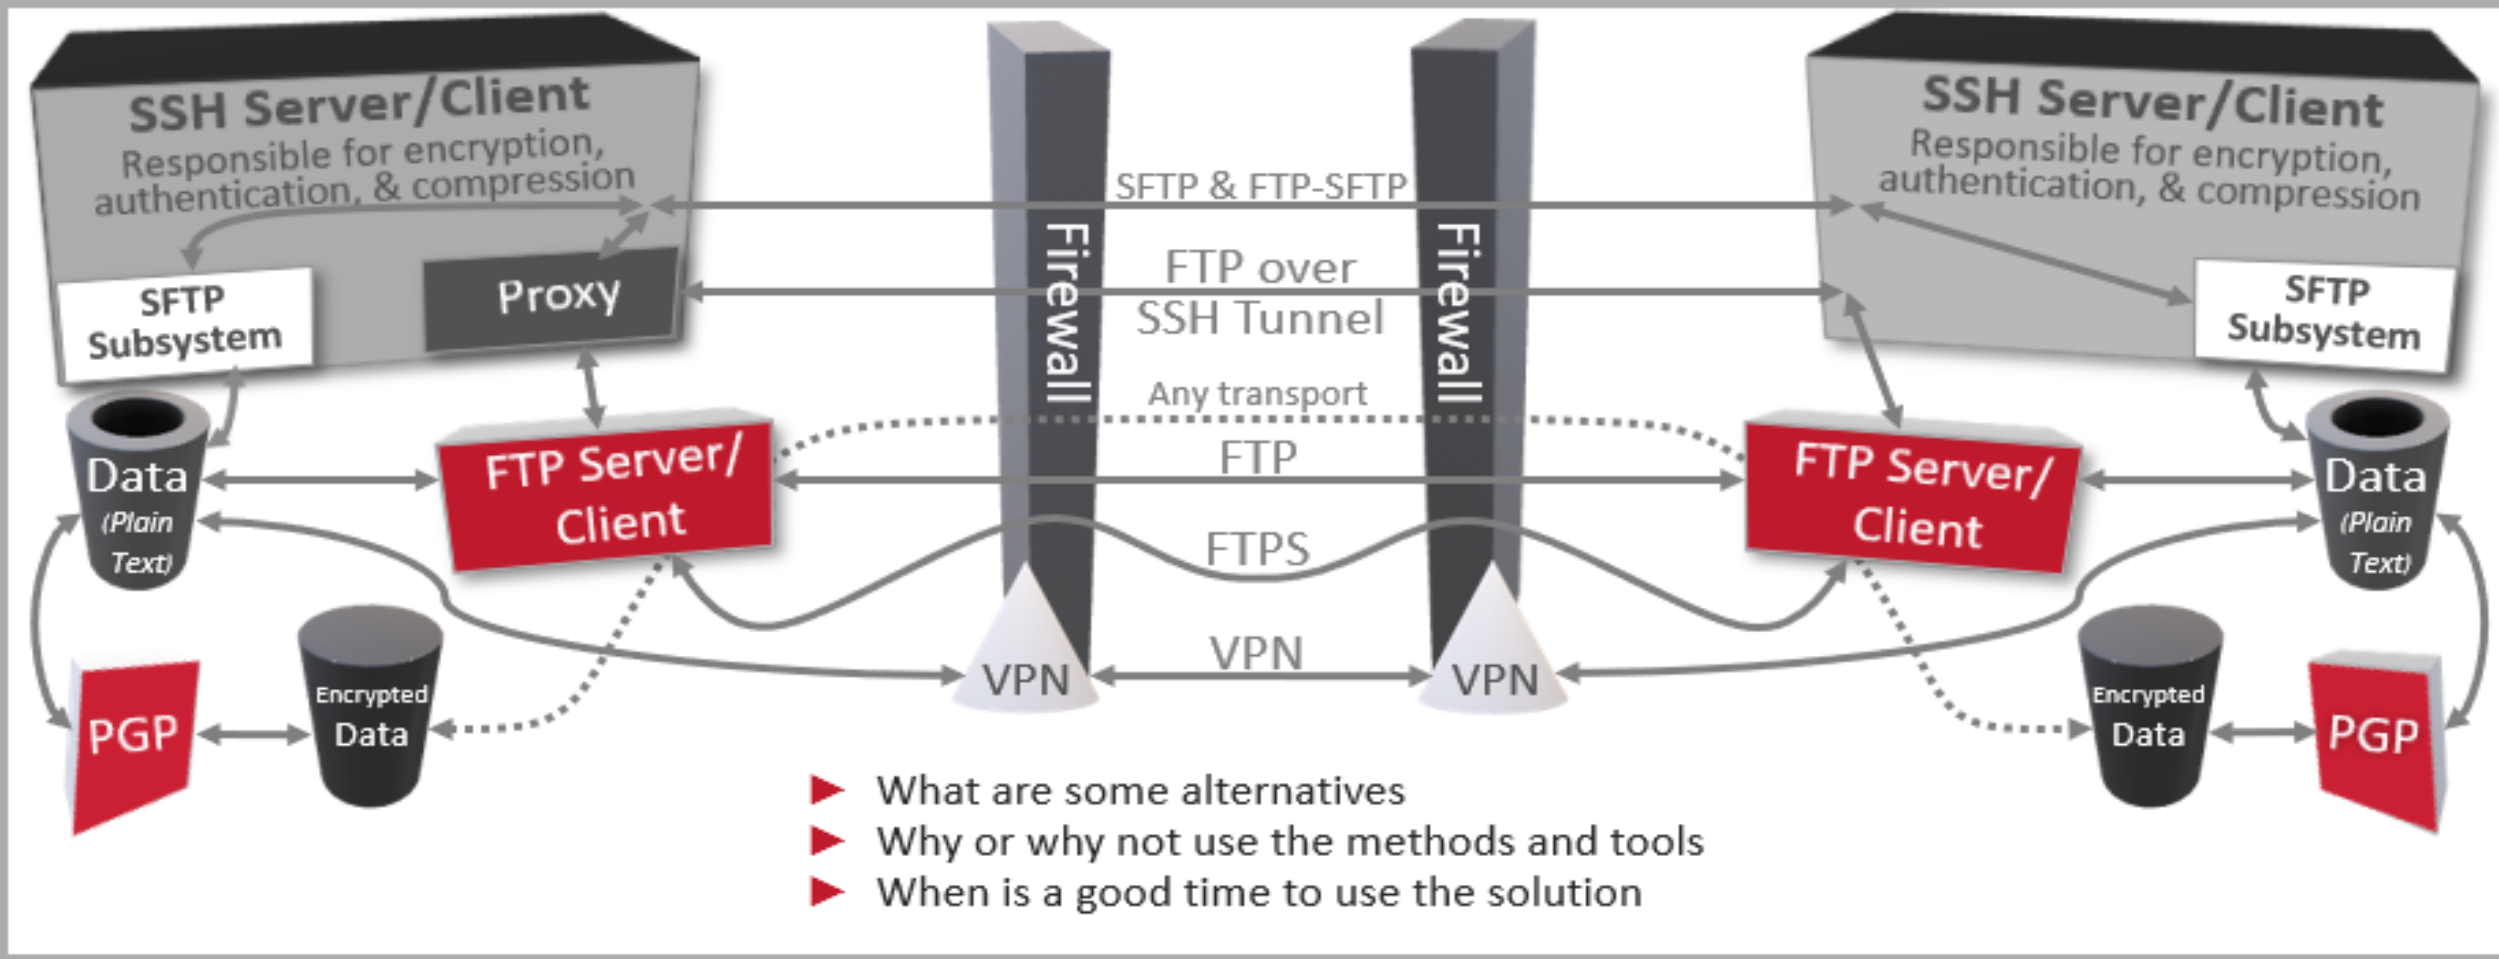 SSH Server/Client
Responsible for encryption,
authentication, & compression
SFTP
Subsystem
Proxy
Data
(Plain
Text)
FTP Server/
Client
PGP
Encrypted
Data
Firewall
VPN
SFTP & FTP-SFTP
FTP over
SSH Tunnel
Any transport
FTP
FTPS
VPN
Firewall
VPN
SSH Server/Client
Responsible for encryption,
authentication, & compression
SFTP
Subsystem
FTP Server/
Client
Data
(Plain
Text)
Encrypted
Data
PGP
What are some alternatives
Why or why not use the methods and tools
When is a good time to use the solution